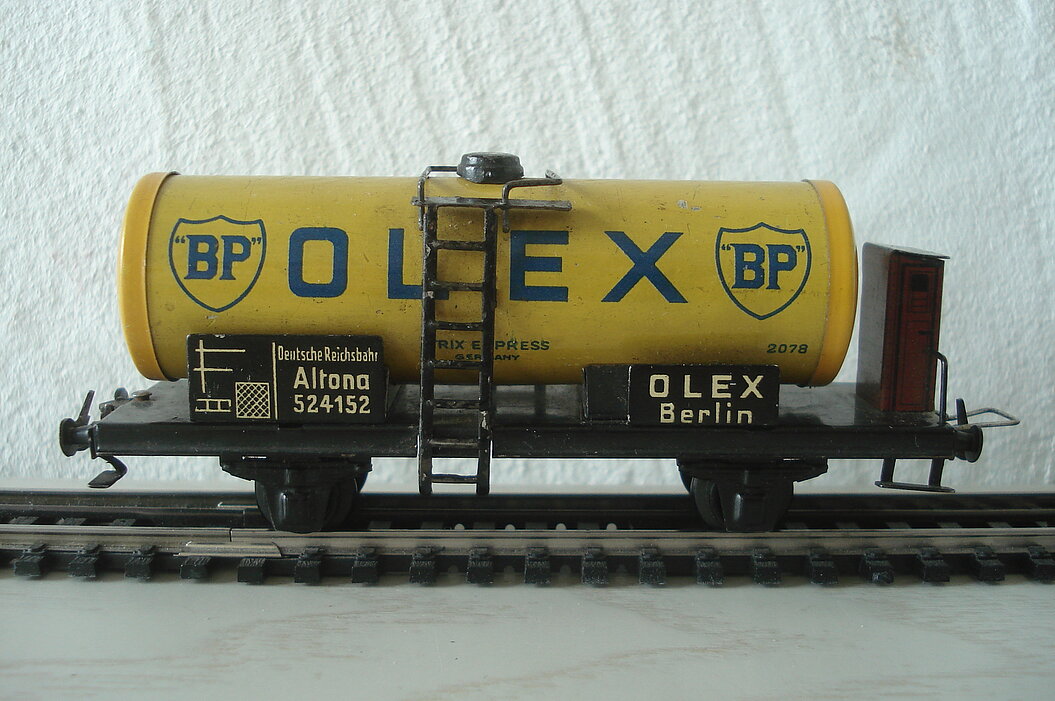 "BP" OLEX "BP"
TRIX EXPRESS
GERMANY
2078
Deutsche Reichsbahn
Altona
524152
OLEX
Berlin